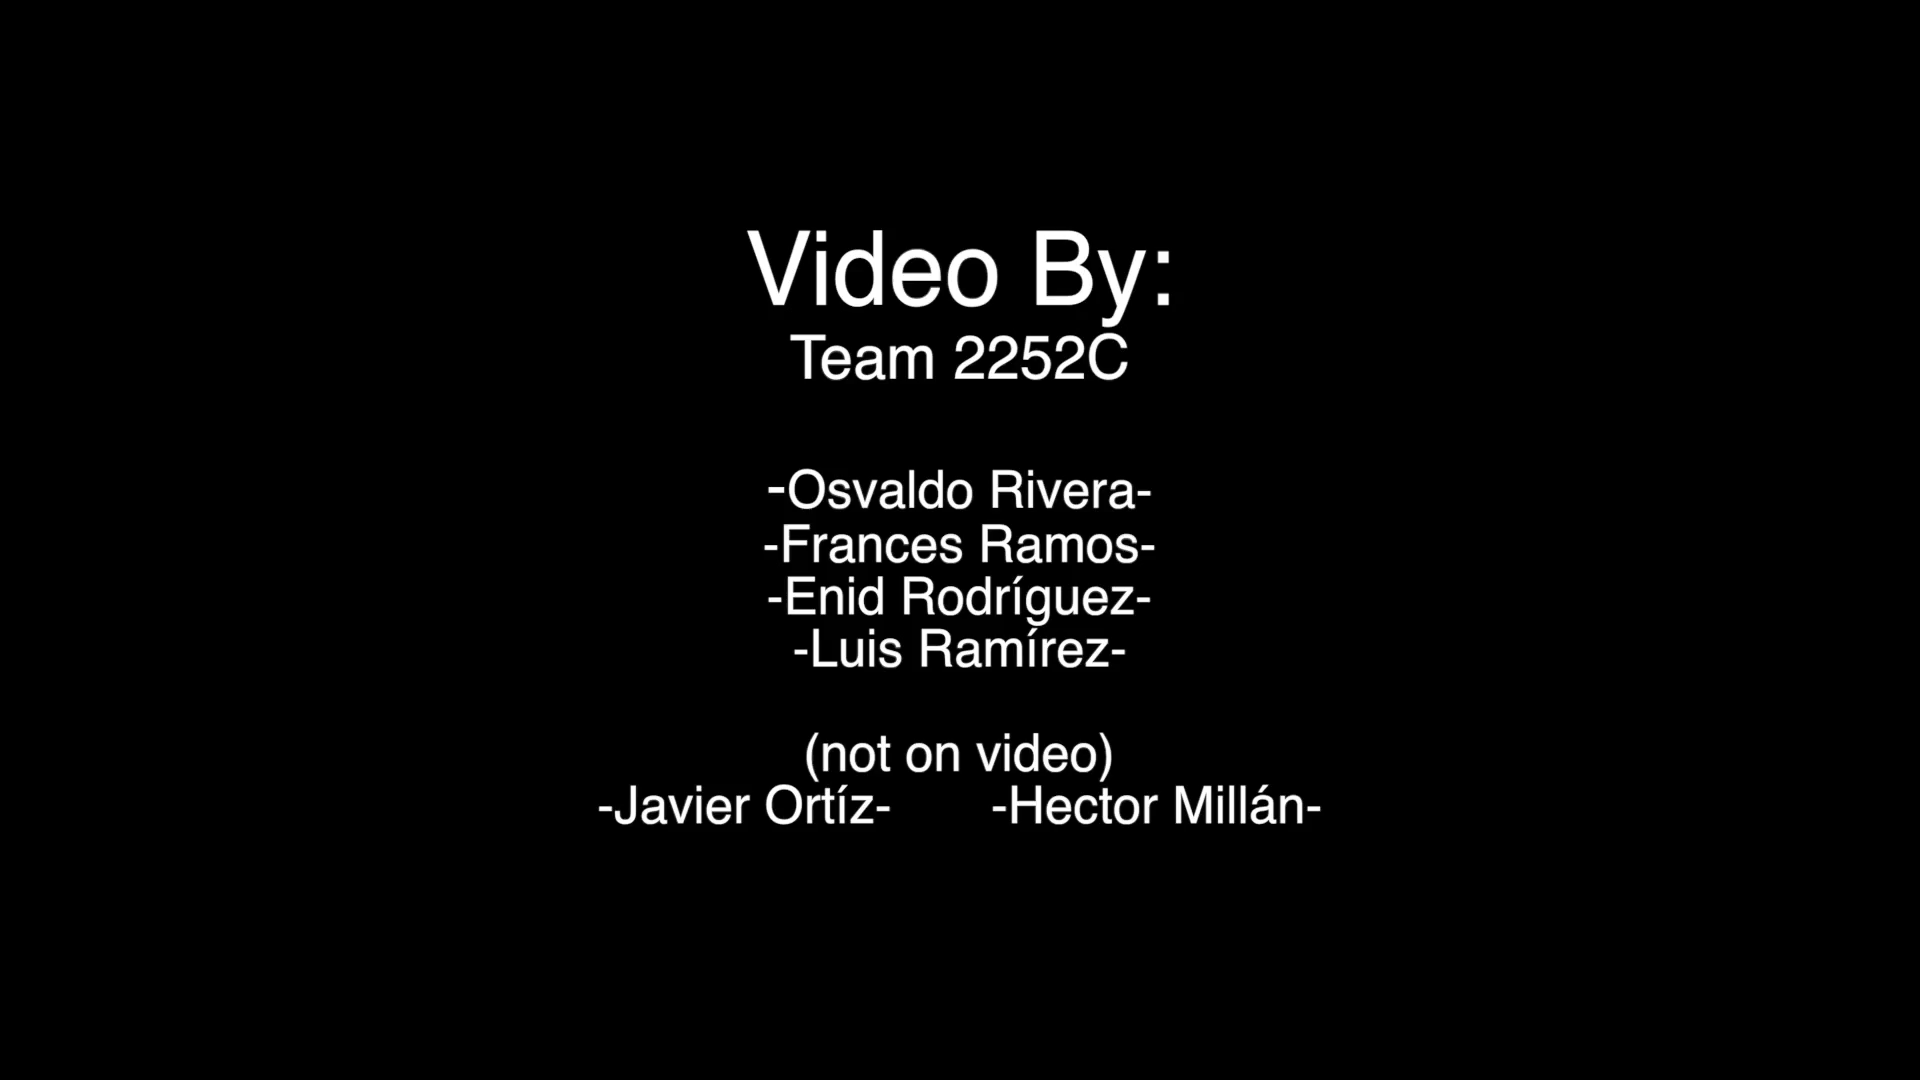 Video By:
Team 2252C
-Osvaldo Rivera-
-Frances Ramos-
-Enid Rodríguez-
-Luis Ramírez-
(not on video)
-Javier Ortíz- -Hector Millán-